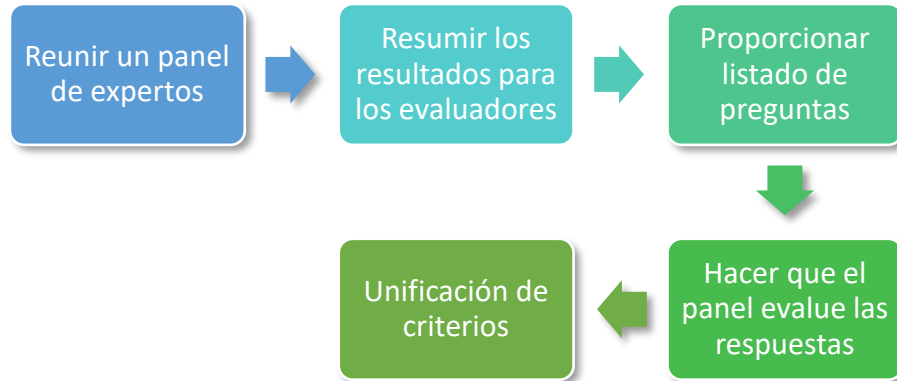 Reunir un panel
de expertos
Resumir los
resultados para
los evaluadores
Proporcionar
listado de
preguntas
Hacer que el
panel evalue las
respuestas
Unificación de
criterios